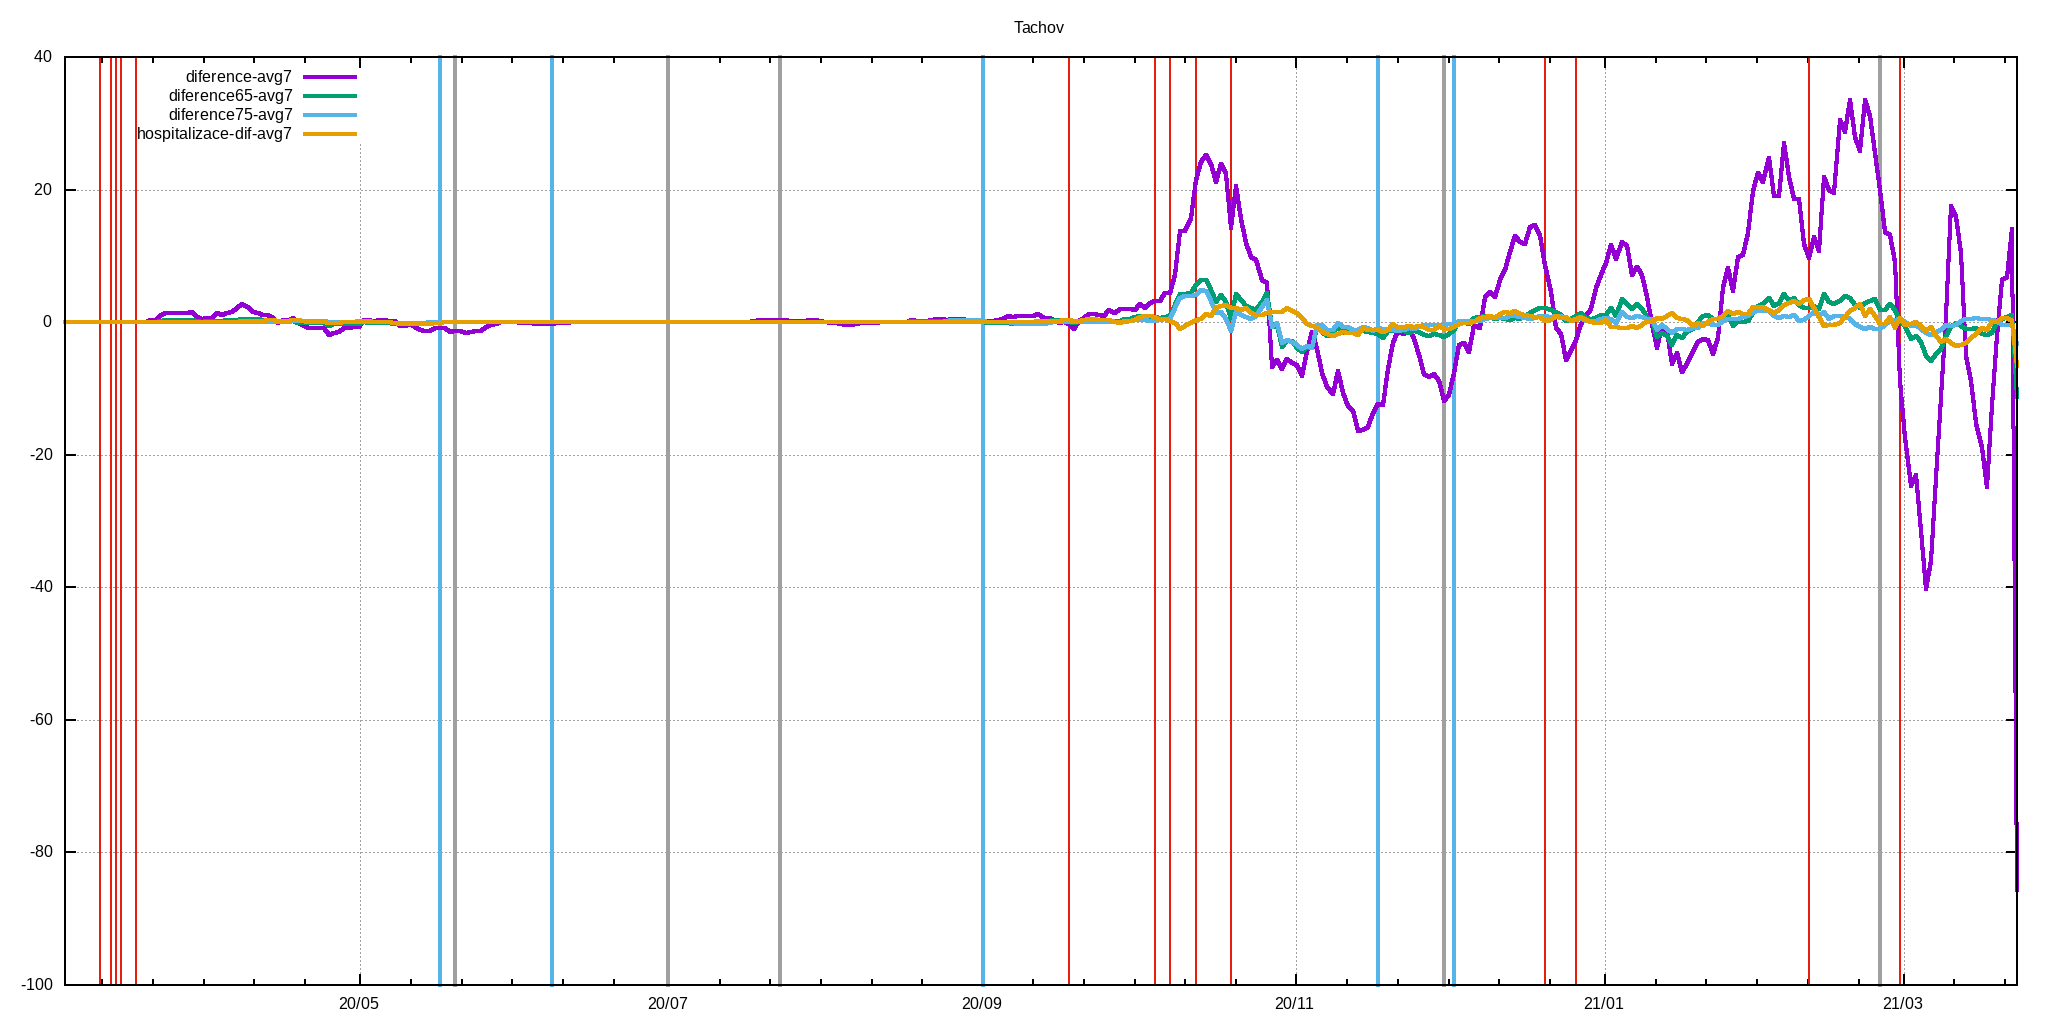 Tachov
40
diference-avg7
diference65-avg7
diference75-avg7
hospitalizace-dif-avg7
20
0
-20
-40
-60
-80
-100
20/05 20/07 20/09 20/11 21/01 21/03